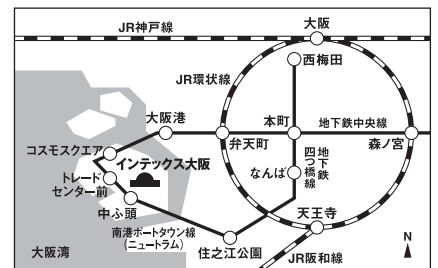 大阪
JR神戸線
西梅田
JR環状線
大阪港
本町
地下鉄中央線
コスモスクエア
弁天町
森ノ宮
インテックス大阪
地下鉄
四つ橋線
トレード
センター前
なんば
中ふ頭
天王寺
南港ポートタウン線
(ニュートラム)
住之江公園
大阪湾
JR阪和線
N